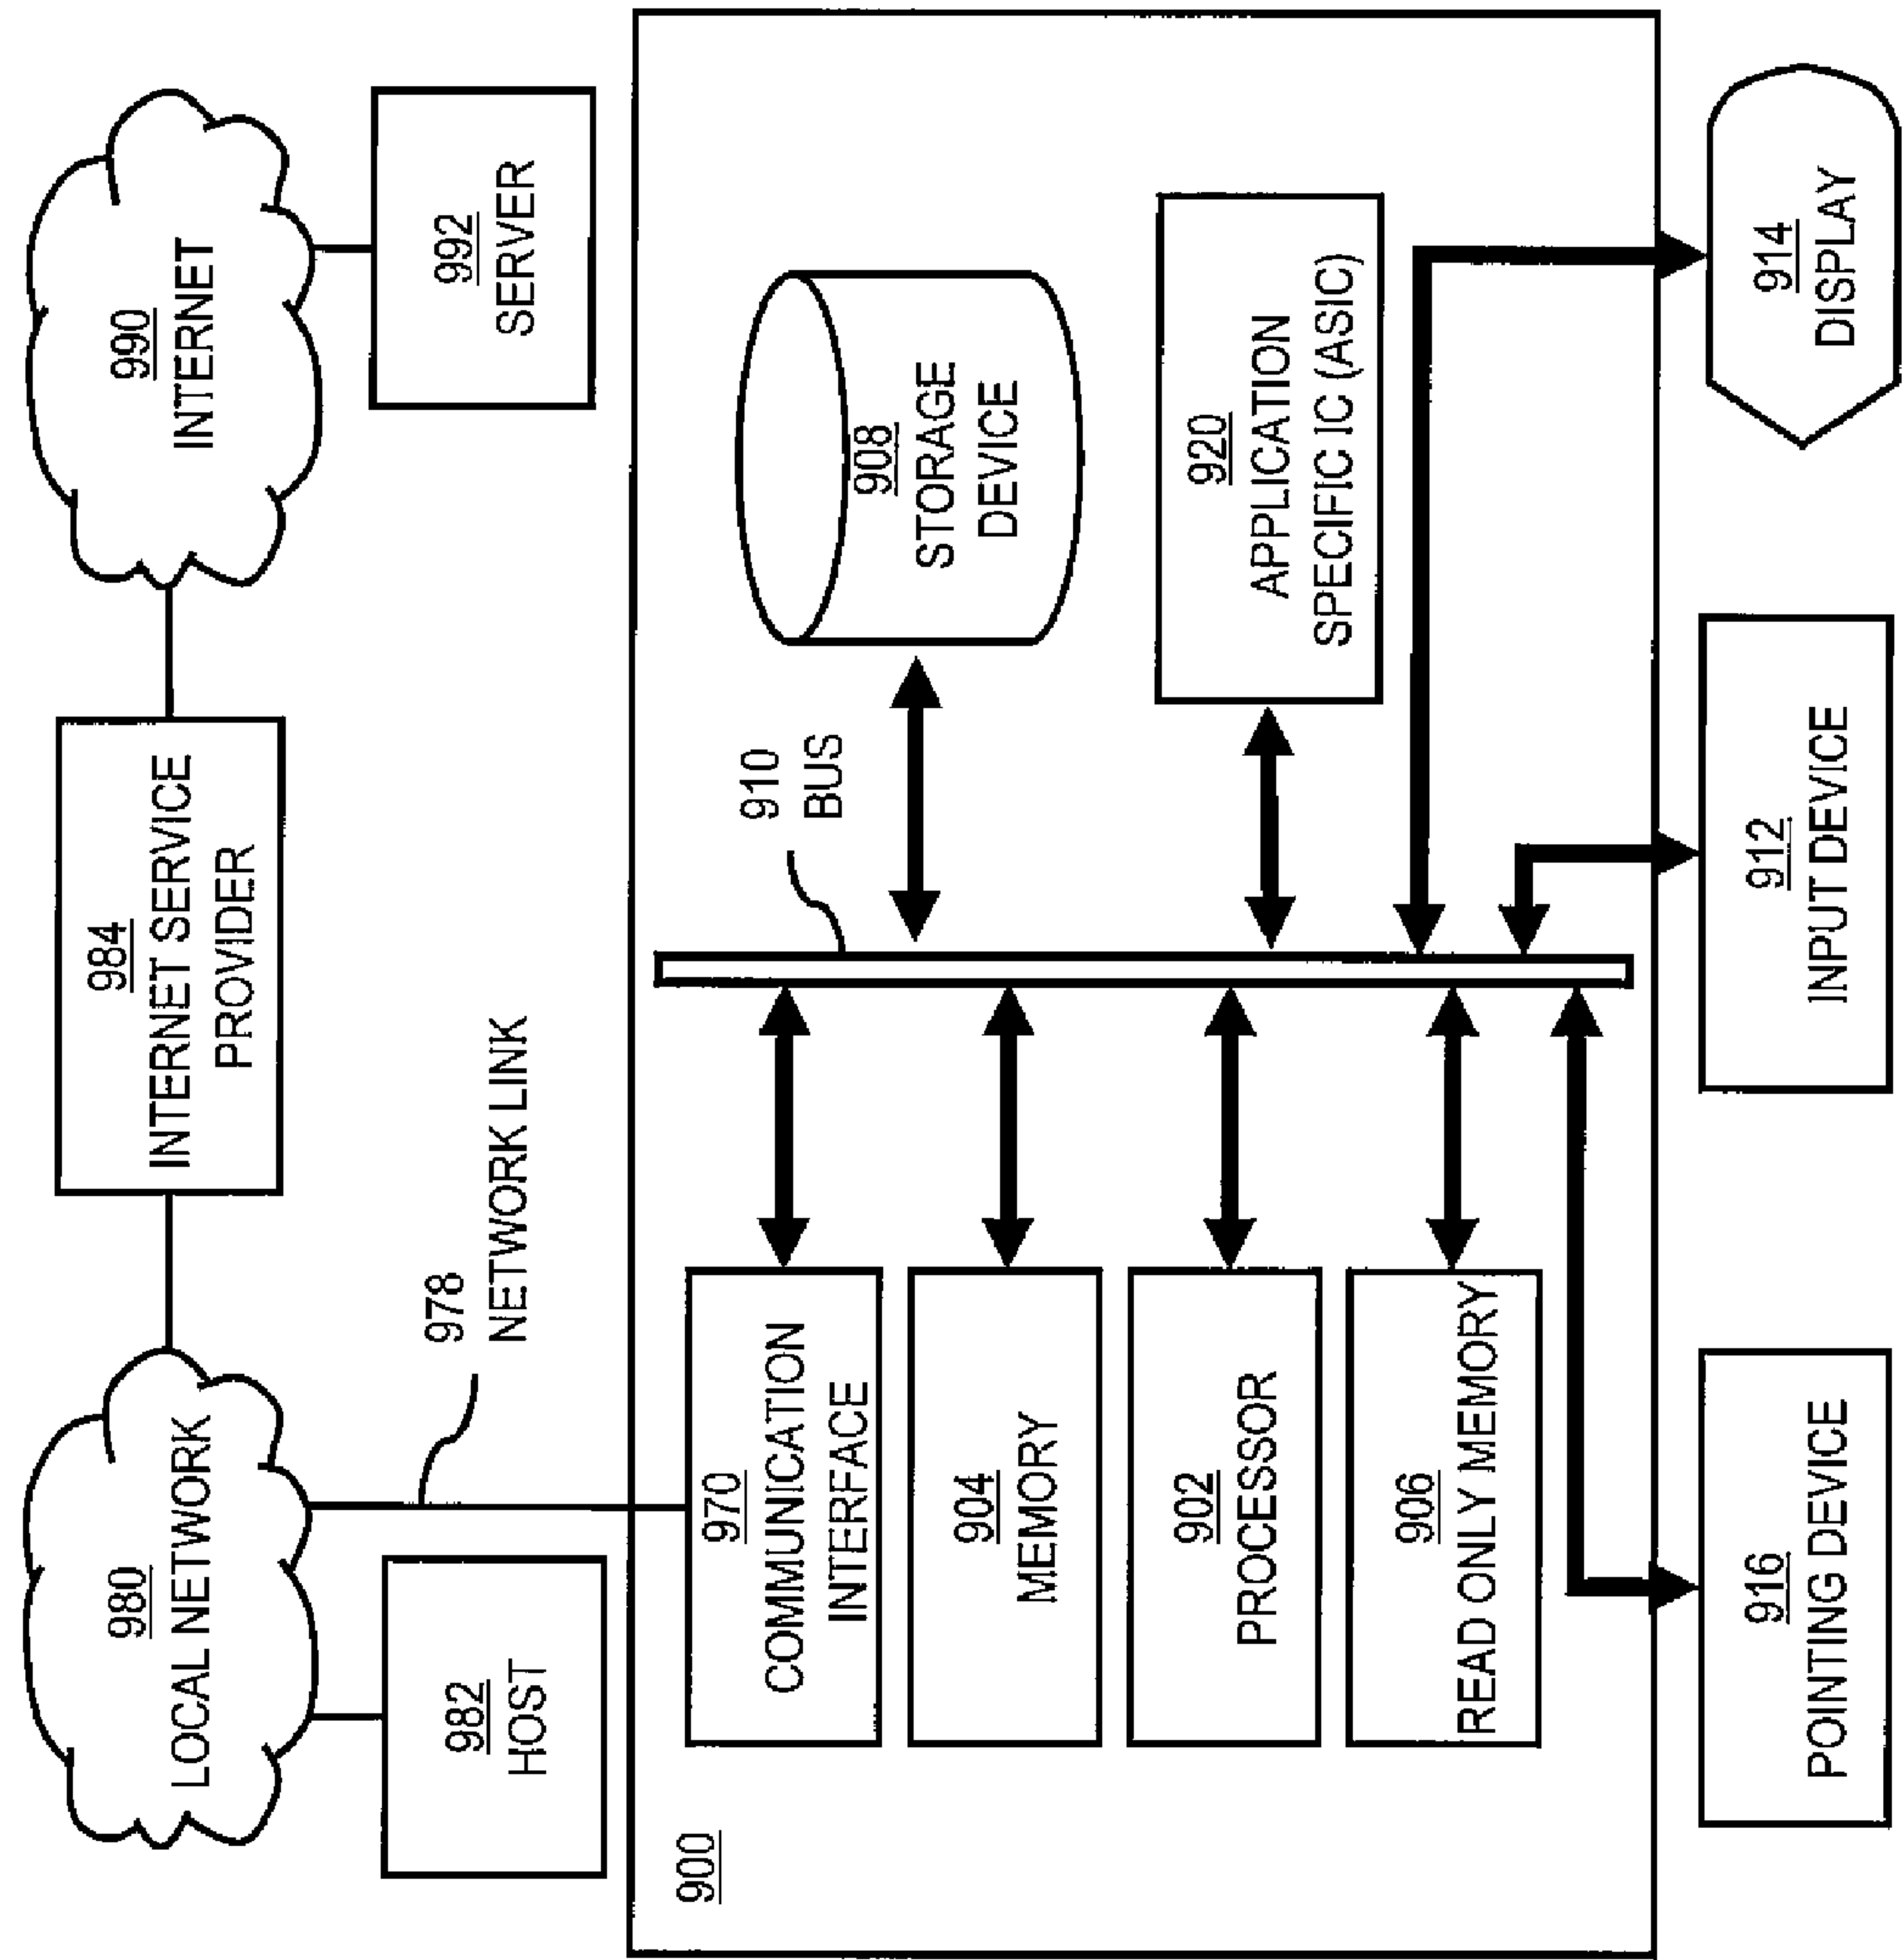 980
LOCAL NETWORK
984
INTERNET SERVICE
PROVIDER
990
INTERNET
982
HOST
978
NETWORK LINK
992
SERVER
900
970
COMMUNICATION
INTERFACE
910
BUS
908
STORAGE
DEVICE
904
MEMORY
902
PROCESSOR
920
APPLICATION
SPECIFIC IC (ASIC)
906
READ ONLY MEMORY
916
POINTING DEVICE
912
INPUT DEVICE
914
DISPLAY